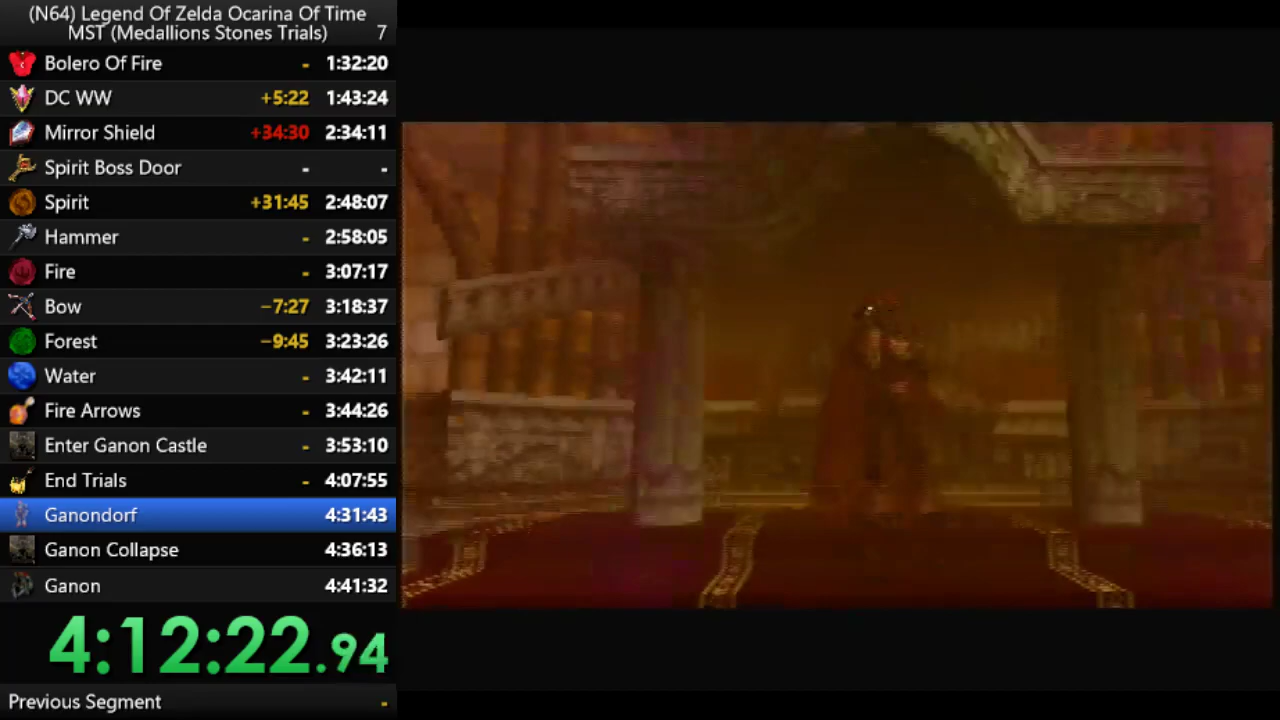 (N64) Legend Of Zelda Ocarina Of Time
MST (Medallions Stones Trials) 7
Bolero Of Fire - 1:32:20
DC WW +5:22 1:43:24
Mirror Shield +34:30 2:34:11
Spirit Boss Door - -
Spirit +31:45 2:48:07
Hammer - 2:58:05
Fire - 3:07:17
Bow −7:27 3:18:37
Forest −9:45 3:23:26
Water - 3:42:11
Fire Arrows - 3:44:26
Enter Ganon Castle - 3:53:10
End Trials - 4:07:55
Ganondorf 4:31:43
Ganon Collapse 4:36:13
Ganon 4:41:32
4:12:22.94
Previous Segment -